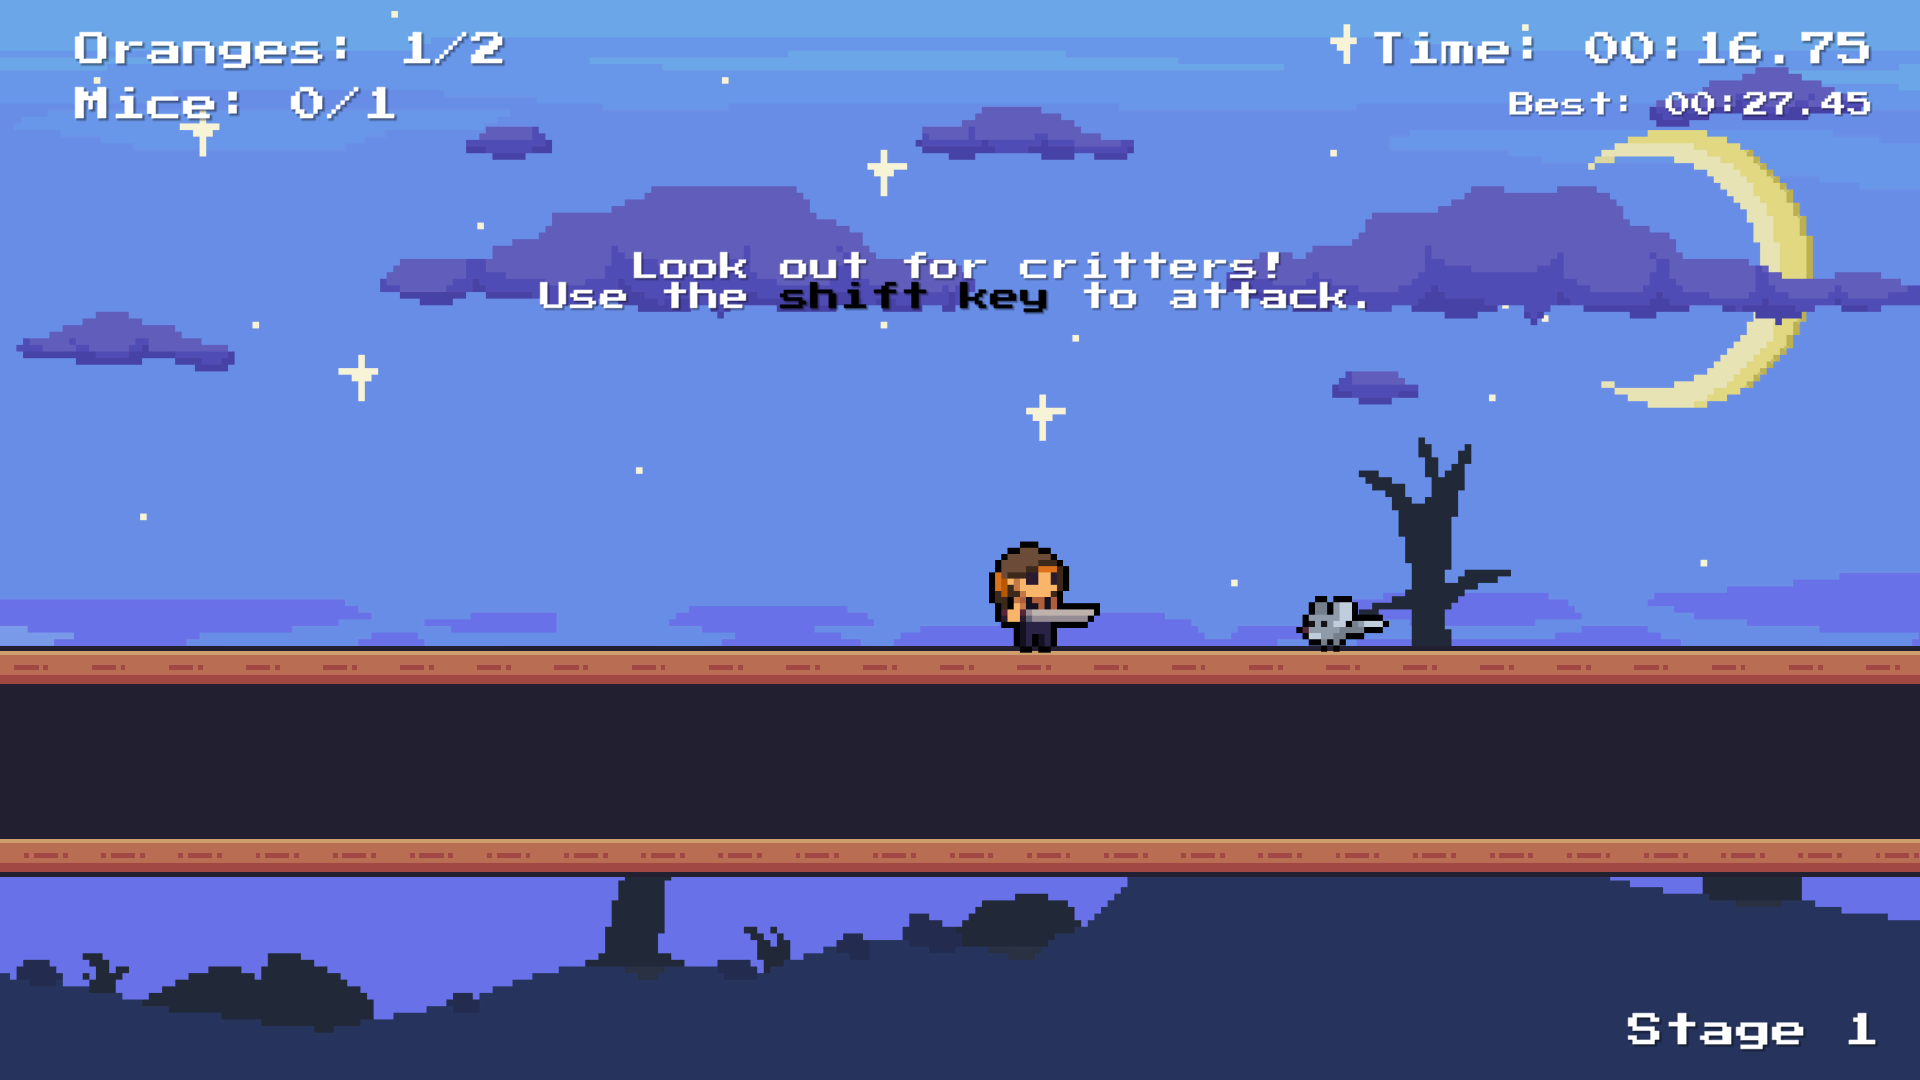 Oranges: 1/2
Mice: 0/1
Time: 00:16.75
Best: 00:27.45
Look out for critters!
Use the shift key to attack.
Stage 1